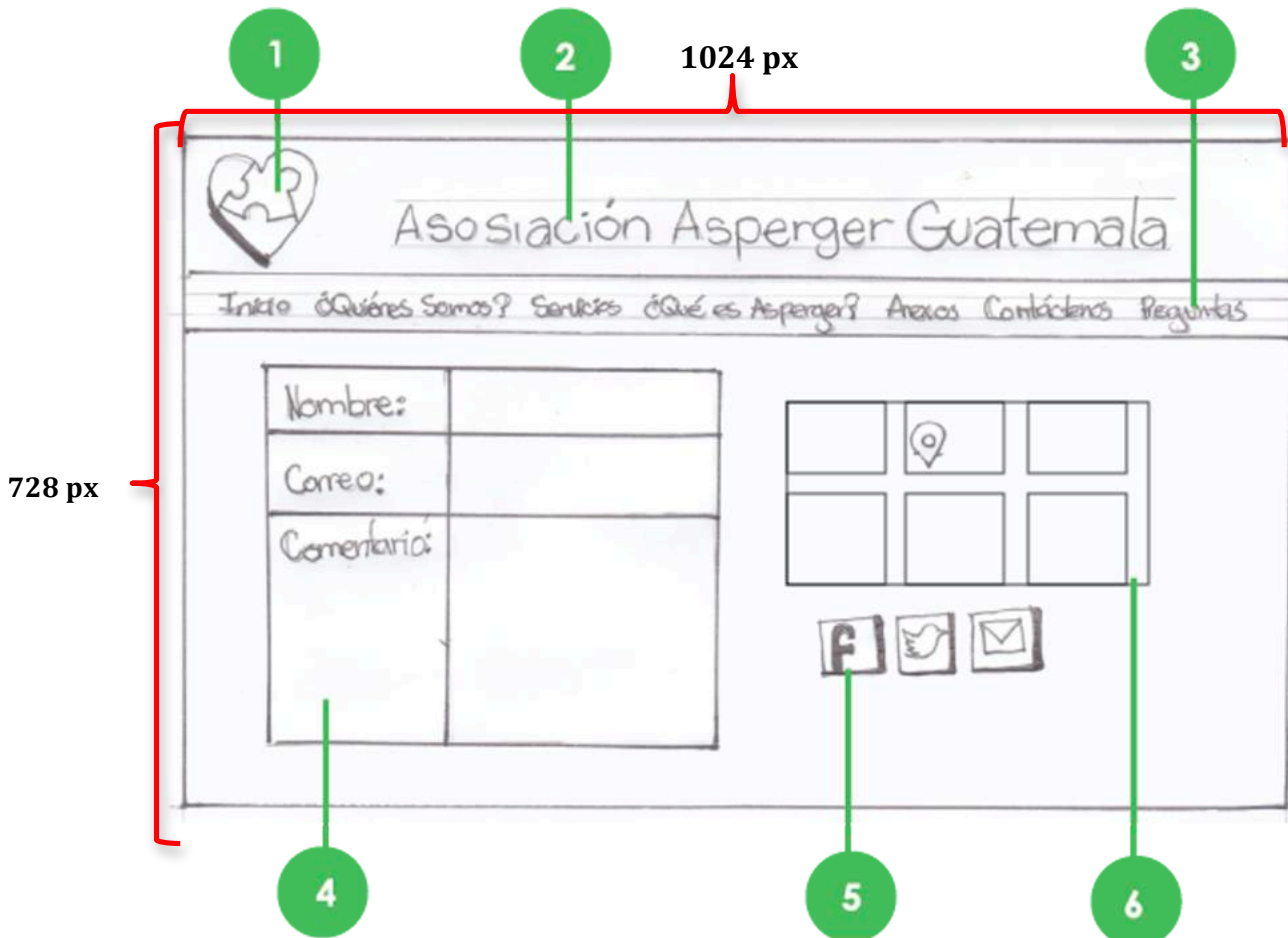 1
2
1024 px
3
Asosiación Asperger Guatemala
Inicio ¿Quiénes Somos? Servicios ¿Qué es Asperger? Anexos Contáctenos Preguntas
Nombre:
Correo:
728 px
Comentario:
f
4
5
6